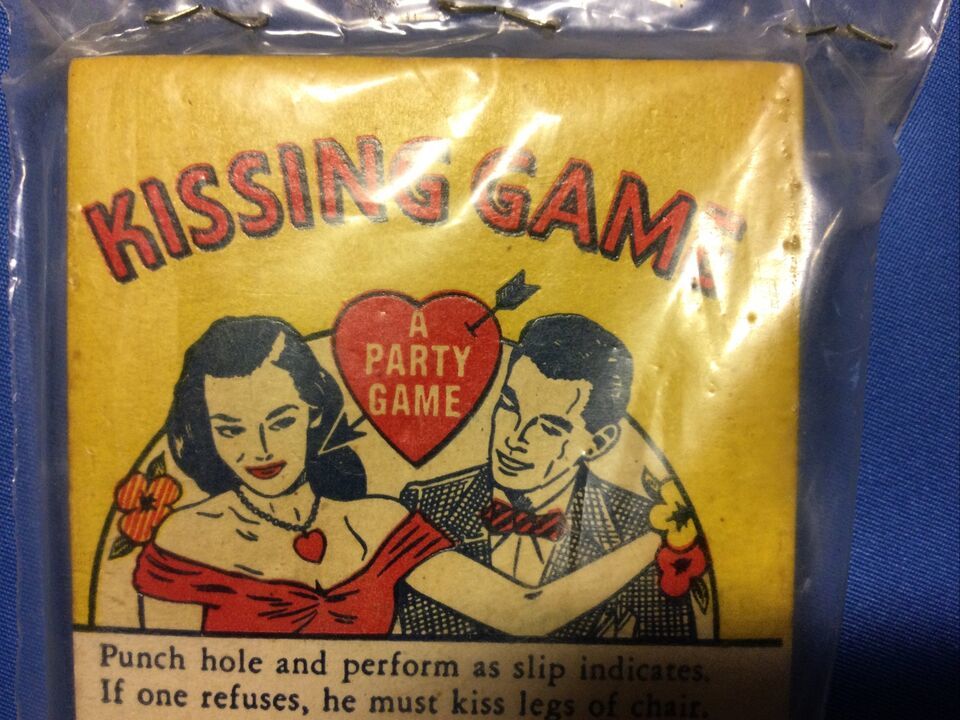 KISSING GAME
A
PARTY
GAME
Punch hole and perform as slip indicates.
If one refuses, he must kiss legs of chair.